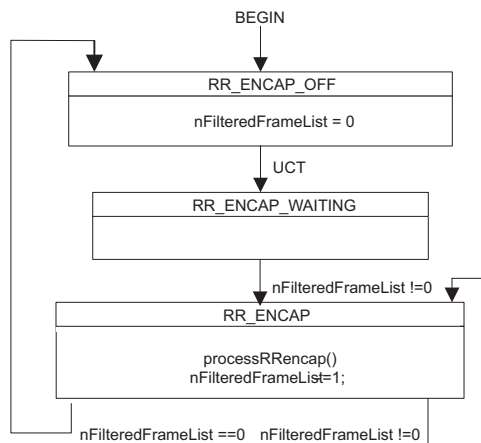 BEGIN
RR_ENCAP_OFF
nFilteredFrameList = 0
UCT
RR_ENCAP_WAITING
nFilteredFrameList !=0
RR_ENCAP
processRRencap()
nFilteredFrameList-=1;
nFilteredFrameList ==0 nFilteredFrameList !=0